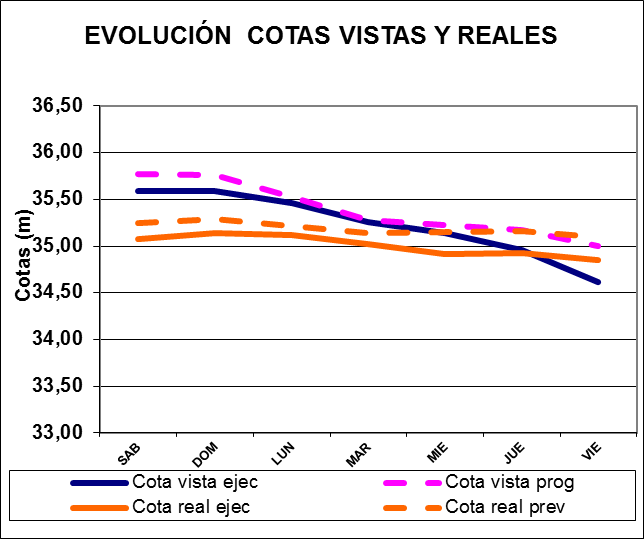 EVOLUCIÓN  COTAS VISTAS Y REALES
36,50
36,00
35,50
35,00
34,50
34,00
33,50
33,00
Cotas (m)
SAB DOM LUN MAR MIE JUE VIE
Cota vista ejec Cota vista prog
Cota real ejec Cota real prev